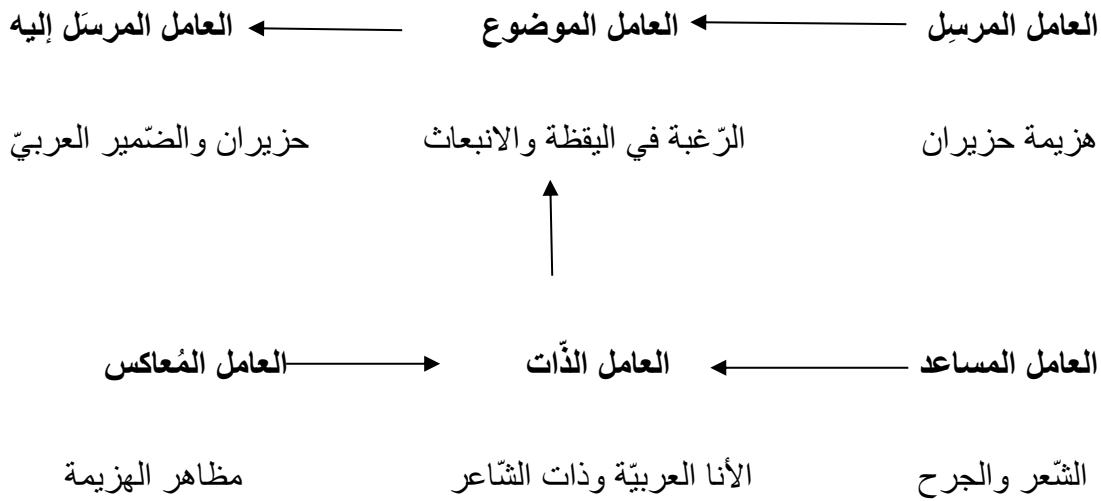 العامل المرسِل العامل الموضوع العامل المرسَل إليه
هزيمة حزيران الرّغبة في اليقظة والانبعاث حزيران والضّمير العربيّ
العامل المساعد العامل الذّات العامل المُعاكس
الشّعر والجرح الأنا العربيّة وذات الشّاعر مظاهر الهزيمة